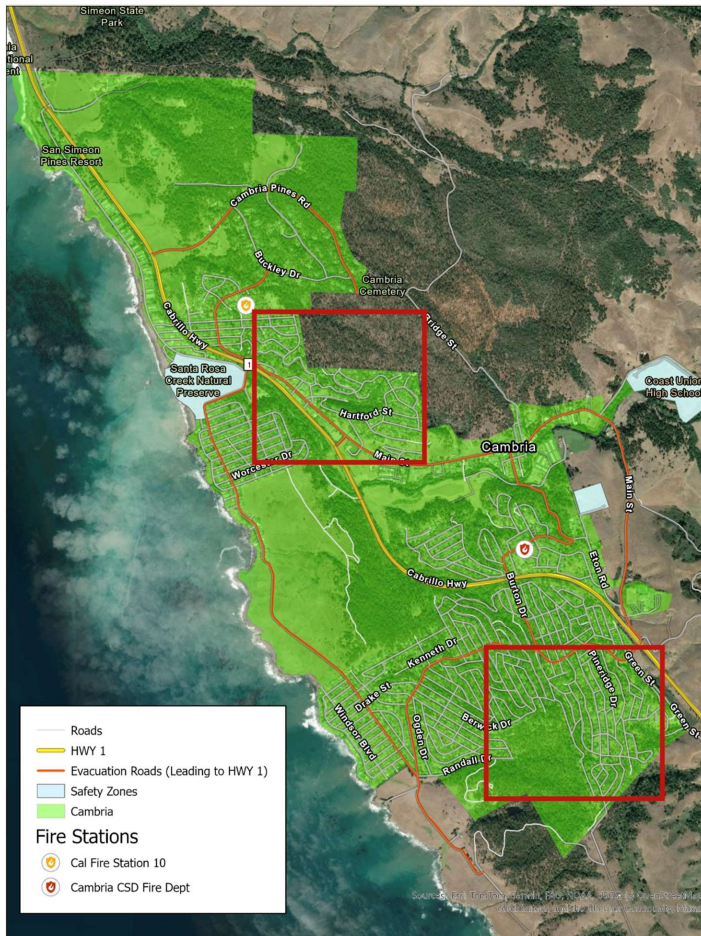 Simeon State
Park
San Simeon
Pines Resort
Cambria Pines Rd
Buckley Dr
Cambria
Cemetery
Bridge St
Cabrillo Hwy
1
Santa Rosa
Creek Natural
Preserve
Coast Union
High School
Hartford St
Main St
Cambria
Worcester Dr
Main St
Eton Rd
Cabrillo Hwy
Burton Dr
Kenneth Dr
Pineridge Dr
Green St
Drake St
Green St
Berwick Dr
Ogden Dr
Windsor Blvd
Randall Dr
Roads
HWY 1
Evacuation Roads (Leading to HWY 1)
Safety Zones
Cambria
Fire Stations
Cal Fire Station 10
Cambria CSD Fire Dept